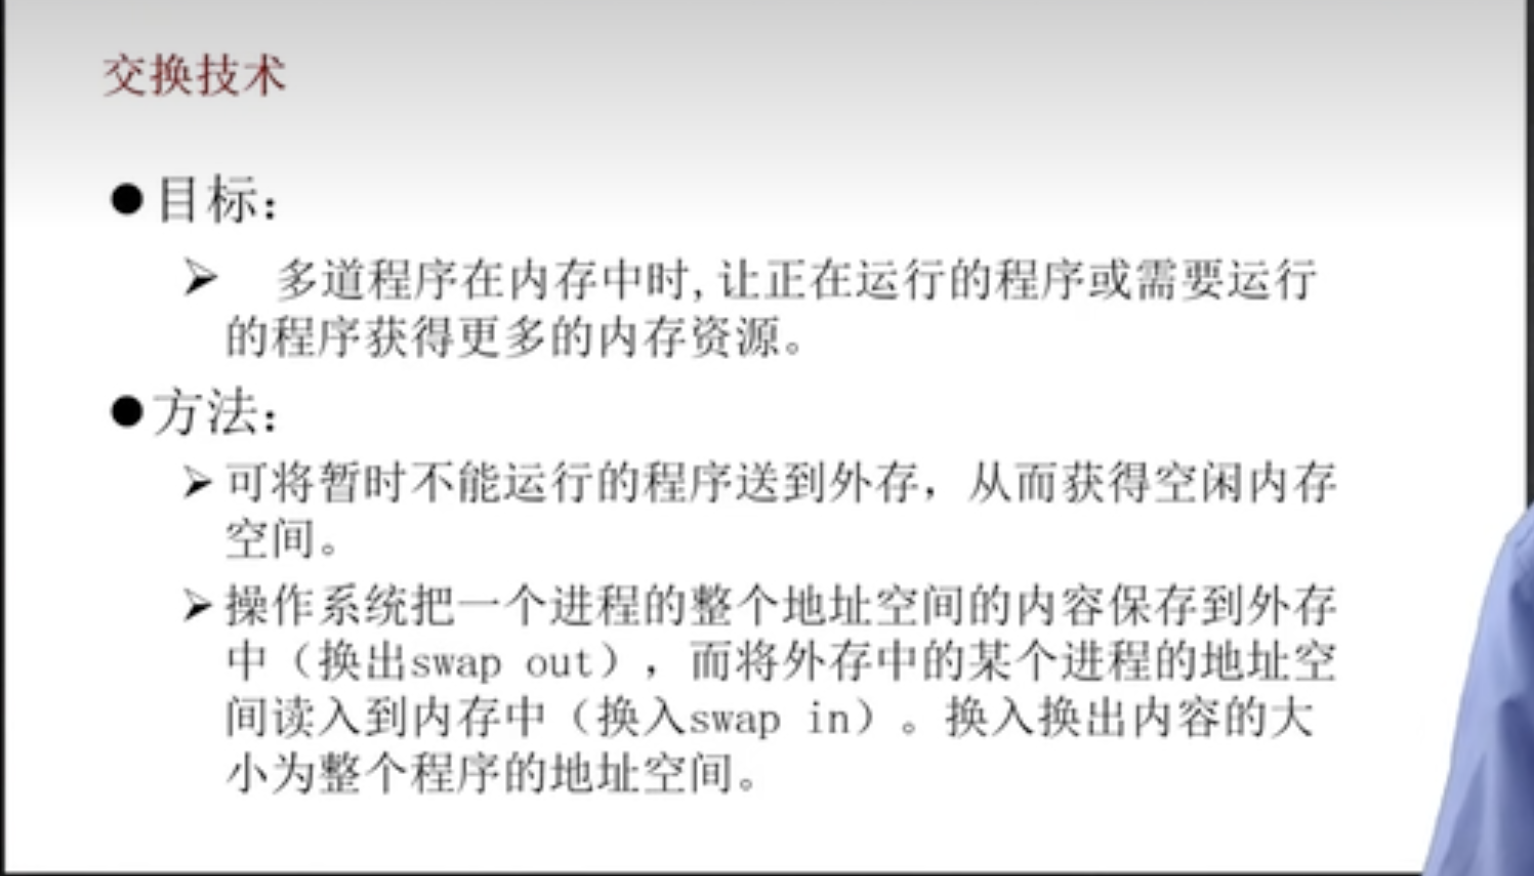 交换技术
●目标：
➢ 多道程序在内存中时,让正在运行的程序或需要运行
的程序获得更多的内存资源。
●方法：
➢可将暂时不能运行的程序送到外存，从而获得空闲内存
空间。
➢操作系统把一个进程的整个地址空间的内容保存到外存
中（换出swap out），而将外存中的某个进程的地址空
间读入到内存中（换入swap in）。换入换出内容的大
小为整个程序的地址空间。